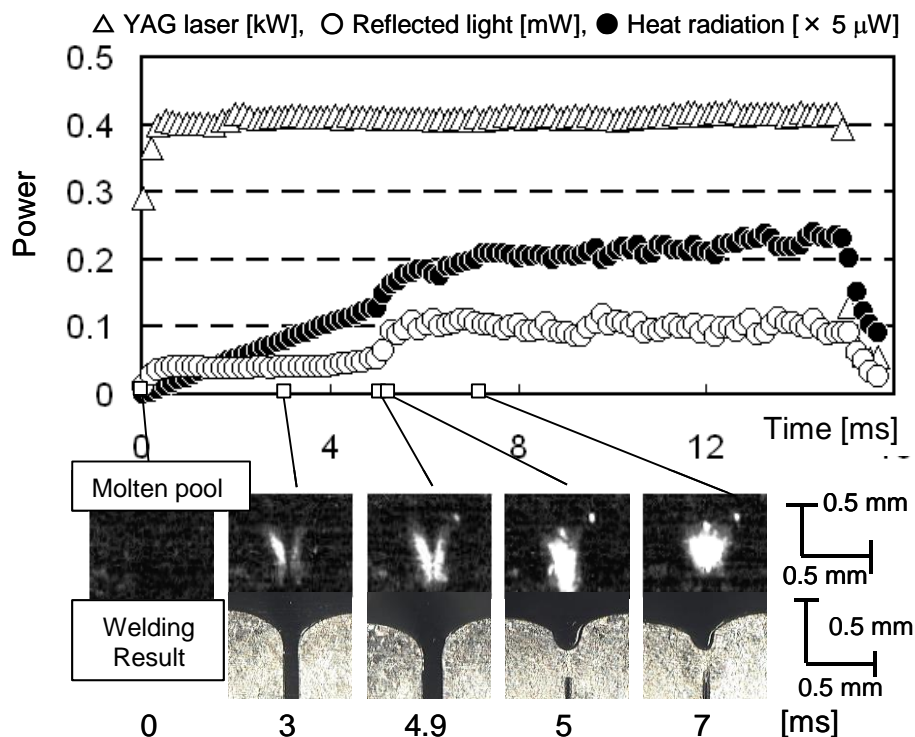 △ YAG laser [kW], ○ Reflected light [mW], ● Heat radiation [× 5 μW]
0.5
0.4
0.3
0.2
0.1
0
Power
0 4 8 12
Time [ms]
Molten pool
0.5 mm
0.5 mm
Welding
Result
0.5 mm
0.5 mm
0 3 4.9 5 7 [ms]